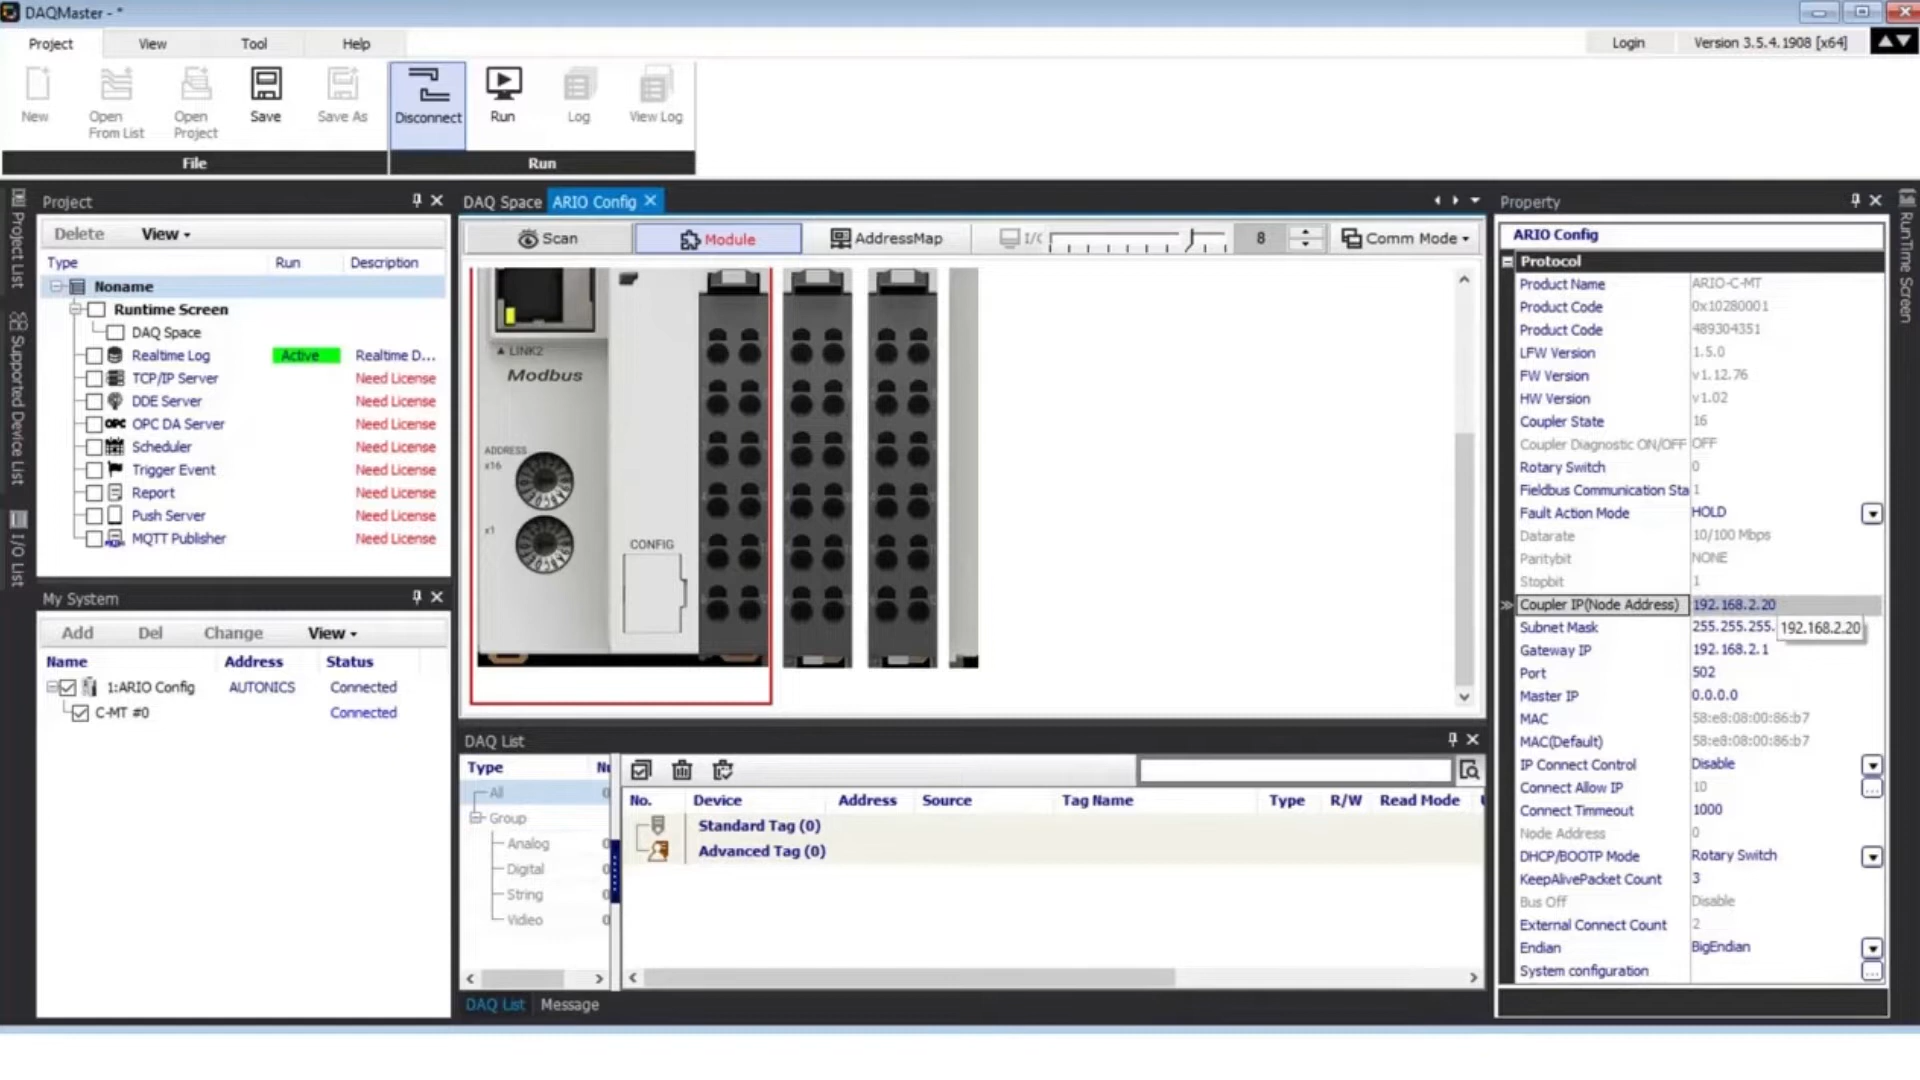 DAQMaster - *
Project View Tool Help
Login Version 3.5.4.1908 [x64]
New
Open From List
Open Project
Save
Save As
Disconnect
Run
Log
View Log
File Run
Project List
Supported Device List
I/O List
Project
Delete View
Type Run Description
Noname
Runtime Screen
DAQ Space
Realtime Log Active Realtime D...
TCP/IP Server Need License
DDE Server Need License
OPC OPC DA Server Need License
Scheduler Need License
Trigger Event Need License
Report Need License
Push Server Need License
MQTT Publisher Need License
My System
Add Del Change View
Name Address Status
1:ARIO Config AUTONICS Connected
C-MT #0 Connected
DAQ Space ARIO Config
Scan Module AddressMap 8 Comm Mode
LINK2
Modbus
ADDRESS
x16
x1
CONFIG
DAQ List
Type
All
Group
Analog
Digital
String
Video
No. Device Address Source Tag Name Type R/W Read Mode
Standard Tag (0)
Advanced Tag (0)
DAQ List Message
Property
ARIO Config
Protocol
Product Name ARIO-C-MT
Product Code 0x10280001
Product Code 489304351
LFW Version 1.5.0
FW Version v1.12.76
HW Version v1.02
Coupler State 16
Coupler Diagnostic ON/OFF OFF
Rotary Switch 0
Fieldbus Communication Sta 1
Fault Action Mode HOLD
Datarate 10/100 Mbps
Paritybit NONE
Stopbit 1
Coupler IP(Node Address) 192.168.2.20
Subnet Mask 255.255.255. 192.168.2.20
Gateway IP 192.168.2.1
Port 502
Master IP 0.0.0.0
MAC 58:e8:08:00:86:b7
MAC(Default) 58:e8:08:00:86:b7
IP Connect Control Disable
Connect Allow IP 10 ...
Connect Timmeout 1000
Node Address 0
DHCP/BOOTP Mode Rotary Switch
KeepAlivePacket Count 3
Bus Off Disable
External Connect Count 2
Endian BigEndian
System configuration ...
RunTime Screen